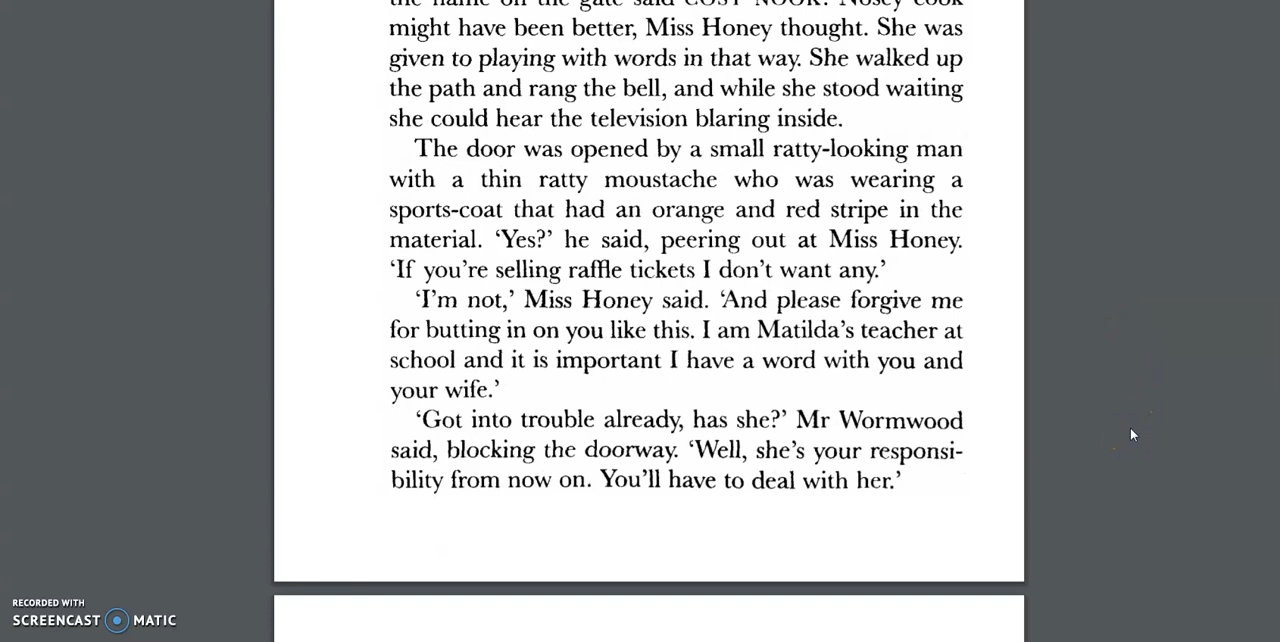 the name on the gate said COSY NOOK. Nosey cook
might have been better, Miss Honey thought. She was
given to playing with words in that way. She walked up
the path and rang the bell, and while she stood waiting
she could hear the television blaring inside.
The door was opened by a small ratty-looking man
with a thin ratty moustache who was wearing a
sports-coat that had an orange and red stripe in the
material. ‘Yes?’ he said, peering out at Miss Honey.
‘If you’re selling raffle tickets I don’t want any.’
‘I’m not,’ Miss Honey said. ‘And please forgive me
for butting in on you like this. I am Matilda’s teacher at
school and it is important I have a word with you and
your wife.’
‘Got into trouble already, has she?’ Mr Wormwood
said, blocking the doorway. ‘Well, she’s your responsi-
bility from now on. You’ll have to deal with her.’
RECORDED WITH
SCREENCAST MATIC